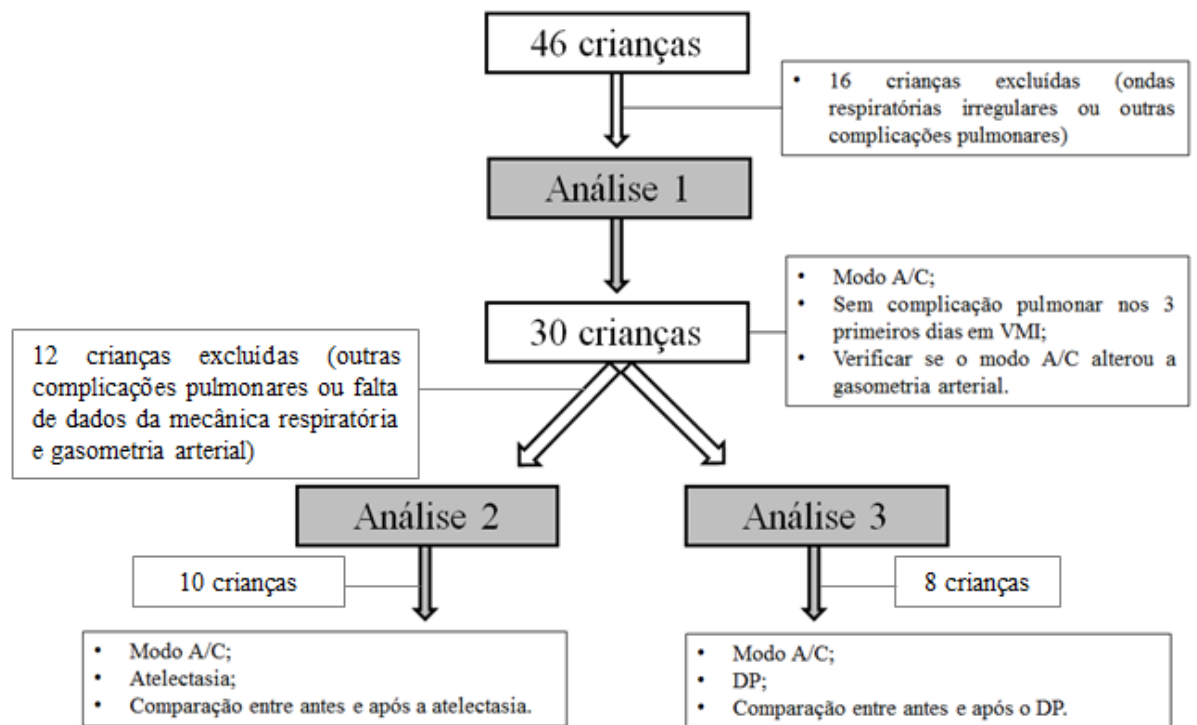 46 crianças
• 16 crianças excluídas (ondas
respiratórias irregulares ou outras
complicações pulmonares)
Análise 1
30 crianças
• Modo A/C;
• Sem complicação pulmonar nos 3
primeiros dias em VMI;
• Verificar se o modo A/C alterou a
gasometria arterial.
12 crianças excluídas (outras
complicações pulmonares ou falta
de dados da mecânica respiratória
e gasometria arterial)
Análise 2
Análise 3
10 crianças
8 crianças
• Modo A/C;
• Atelectasia;
• Comparação entre antes e após a atelectasia.
• Modo A/C;
• DP;
• Comparação entre antes e após o DP.